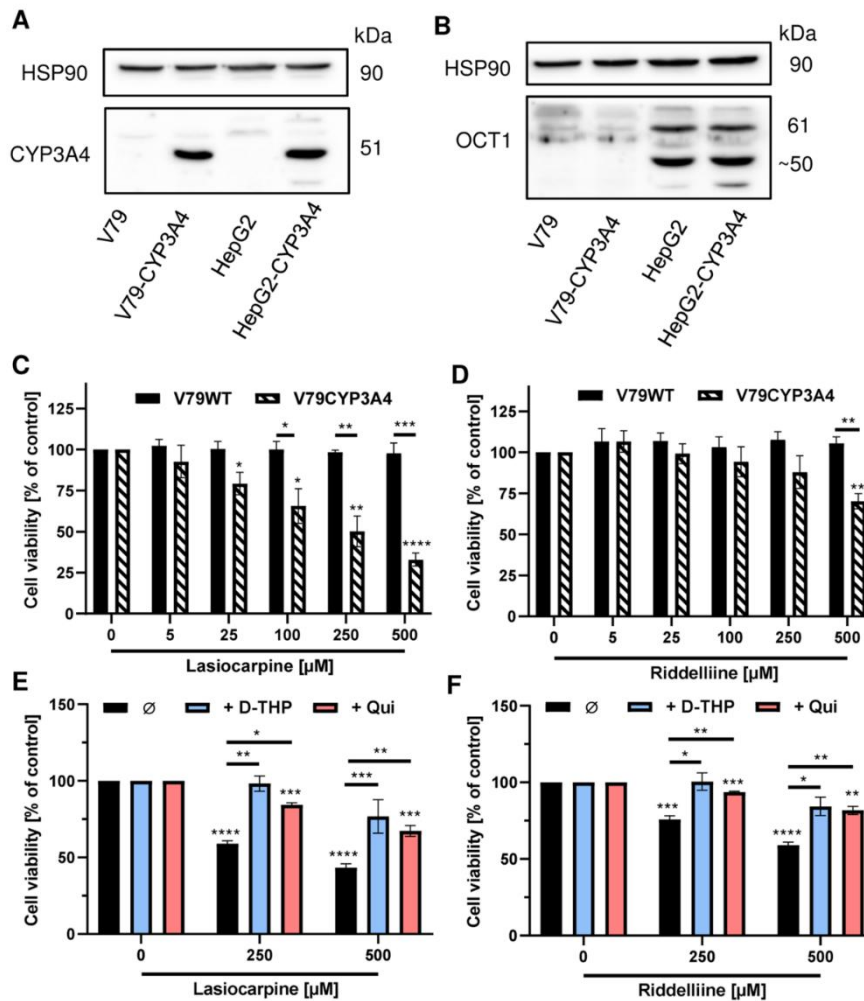 A
kDa
HSP90
90
CYP3A4
51
V79
V79-CYP3A4
HepG2
HepG2-CYP3A4
B
kDa
HSP90
90
OCT1
61
~50
V79
V79-CYP3A4
HepG2
HepG2-CYP3A4
C
V79WT V79CYP3A4
Cell viability [% of control]
125
100
75
50
25
0
* ** ***
* * ** ****
0 5 25 100 250 500
Lasiocarpine [µM]
D
V79WT V79CYP3A4
Cell viability [% of control]
125
100
75
50
25
0
**
**
0 5 25 100 250 500
Riddelliine [µM]
E
Ø + D-THP + Qui
Cell viability [% of control]
150
100
50
0
* **
** ***
**** *** **** ***
0 250 500
Lasiocarpine [µM]
F
Ø + D-THP + Qui
Cell viability [% of control]
150
125
100
75
50
25
0
** **
* *
*** *** **** **
0 250 500
Riddelliine [µM]